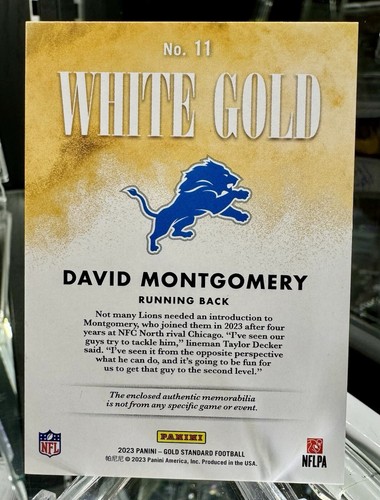 No. 11
WHITE GOLD
DAVID MONTGOMERY
RUNNING BACK
Not many Lions needed an introduction to
Montgomery, who joined them in 2023 after four
years at NFC North rival Chicago. “I’ve seen our
guys try to tackle him,” lineman Taylor Decker
said. “I’ve seen it from the opposite perspective
what he can do, and it’s going to be fun for
us to get that guy to the second level.”
The enclosed authentic memorabilia
is not from any specific game or event.
PANINI
NFL
2023 PANINI – GOLD STANDARD FOOTBALL
帕尼尼 © 2023 Panini America, Inc. Produced in the USA.
NFLPA